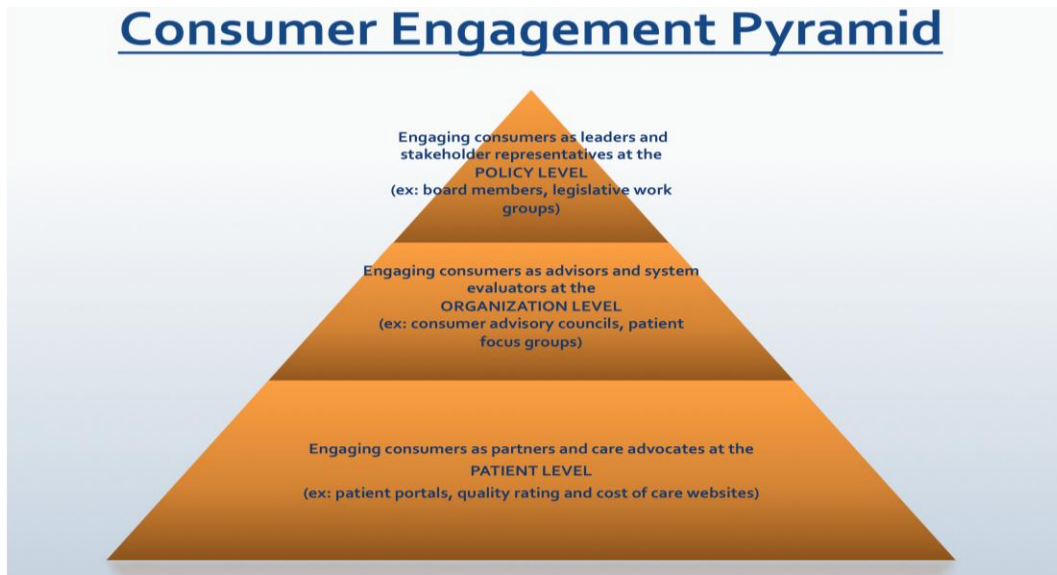 Consumer Engagement Pyramid
Engaging consumers as leaders and
stakeholder representatives at the
POLICY LEVEL
(ex: board members, legislative work
groups)
Engaging consumers as advisors and system
evaluators at the
ORGANIZATION LEVEL
(ex: consumer advisory councils, patient
focus groups)
Engaging consumers as partners and care advocates at the
PATIENT LEVEL
(ex: patient portals, quality rating and cost of care websites)